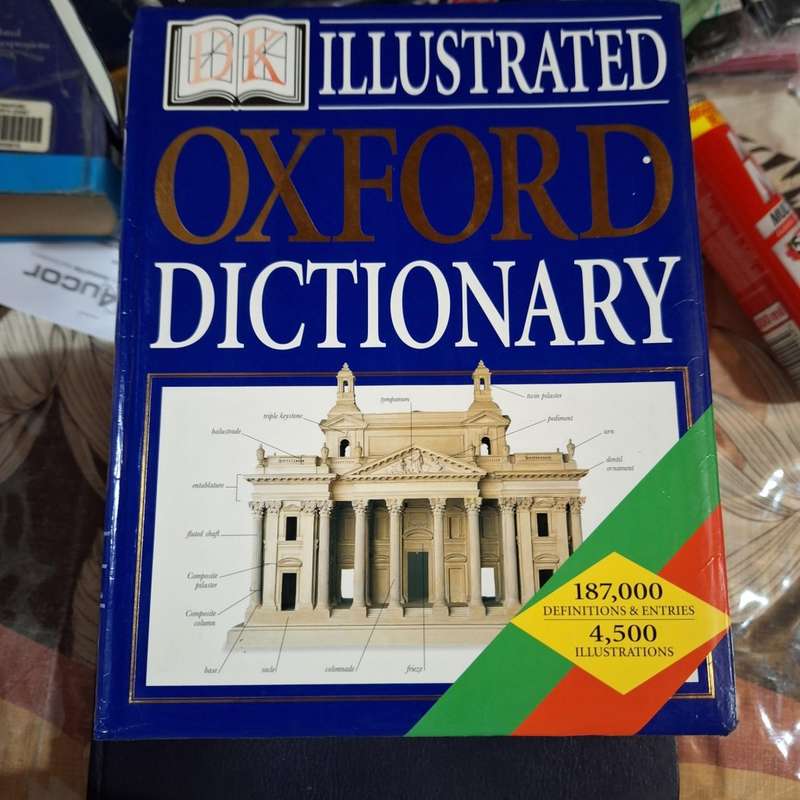 DK
ILLUSTRATED
OXFORD
DICTIONARY
tympanum
twin pilaster
triple keystone
pediment
balustrade
urn
dentil
ornament
entablature
fluted shaft
Composite
pilaster
Composite
column
base
socle
colonnade
frieze
187,000
DEFINITIONS & ENTRIES
4,500
ILLUSTRATIONS